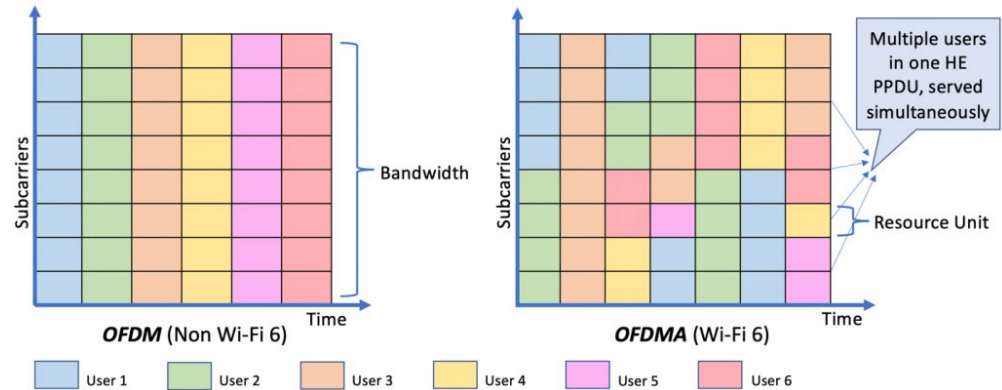 Subcarriers
Bandwidth
Time
OFDM (Non Wi-Fi 6)
Subcarriers
Multiple users
in one HE
PPDU, served
simultaneously
Resource Unit
Time
OFDMA (Wi-Fi 6)
User 1
User 2
User 3
User 4
User 5
User 6